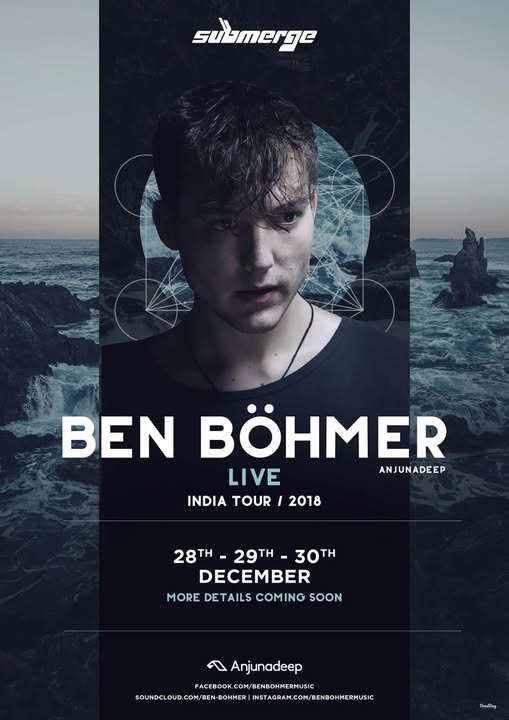 submerge
BEN BÖHMER
ANJUNADEEP
LIVE
INDIA TOUR / 2018
28TH - 29TH - 30TH
DECEMBER
MORE DETAILS COMING SOON
Anjunadeep
FACEBOOK.COM/BENBOHMERMUSIC
SOUNDCLOUD.COM/BEN-BOHMER | INSTAGRAM.COM/BENBOHMERMUSIC